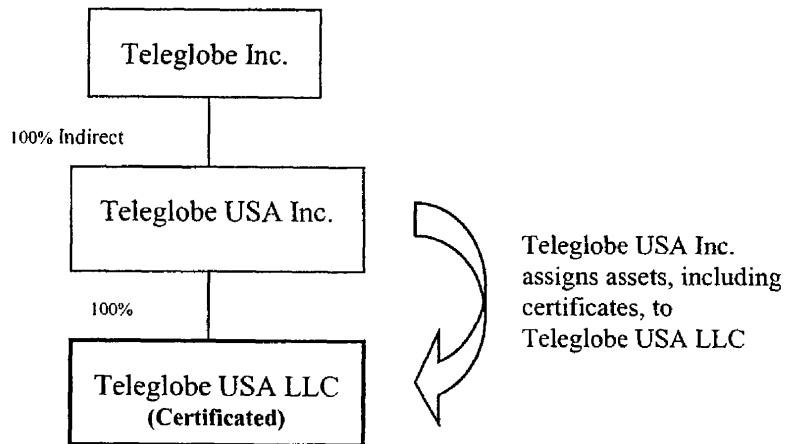 Teleglobe Inc.
100% Indirect
Teleglobe USA Inc.
Teleglobe USA Inc.
assigns assets, including
certificates, to
Teleglobe USA LLC
100%
Teleglobe USA LLC
(Certificated)